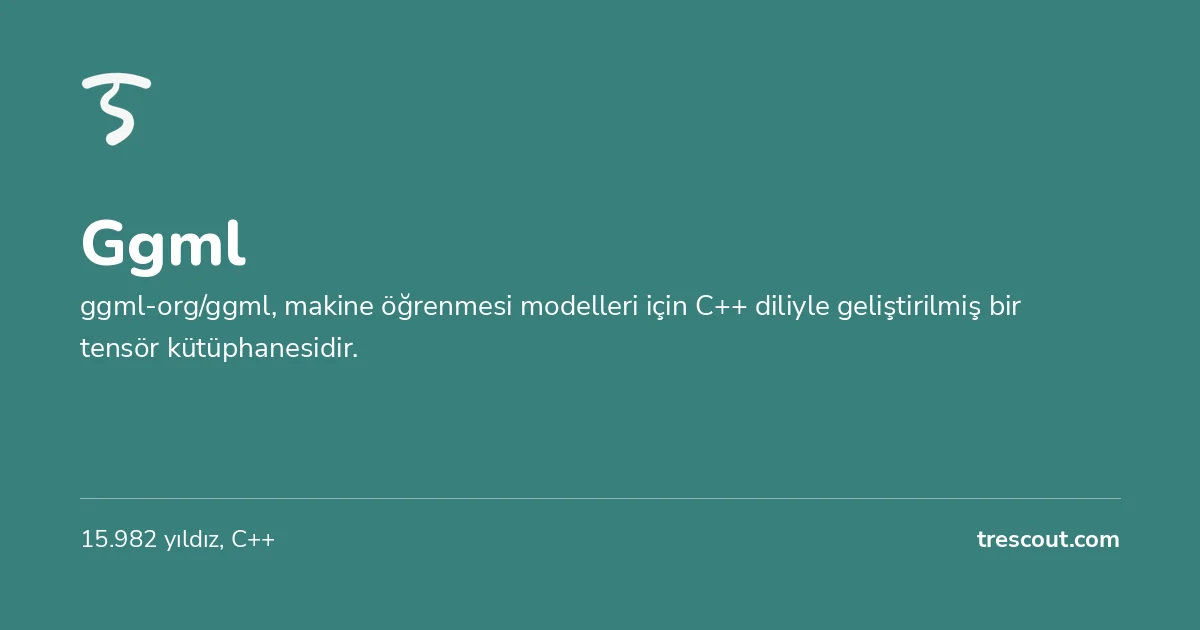 Ggml
ggml-org/ggml, makine öğrenmesi modelleri için C++ diliyle geliştirilmiş bir
tensör kütüphanesidir.
15.982 yıldız, C++
trescout.com